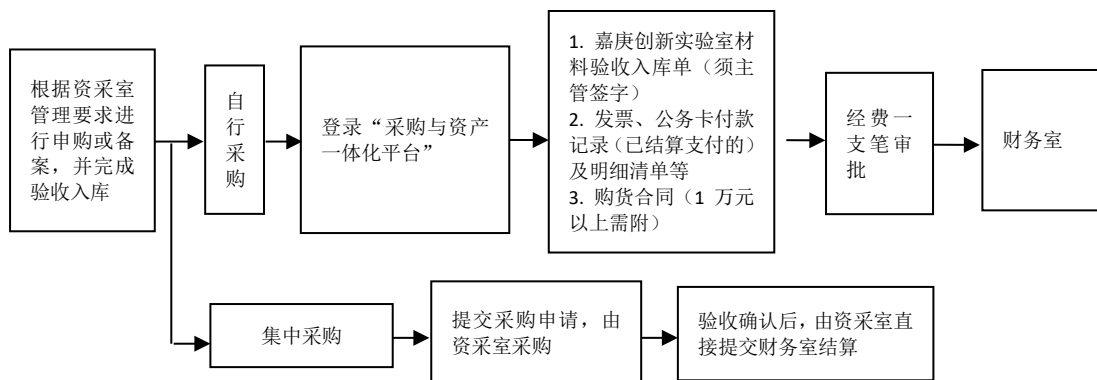 根据资采室
管理要求进
行申购或备
案，并完成
验收入库
自
行
采
购
登录“采购与资产
一体化平台”
1. 嘉庚创新实验室材
料验收入库单（须主
管签字）
2. 发票、公务卡付款
记录（已结算支付的）
及明细清单等
3. 购货合同（1 万元
以上需附）
经费一
支笔审
批
财务室
集中采购
提交采购申请，由
资采室采购
验收确认后，由资采室直
接提交财务室结算